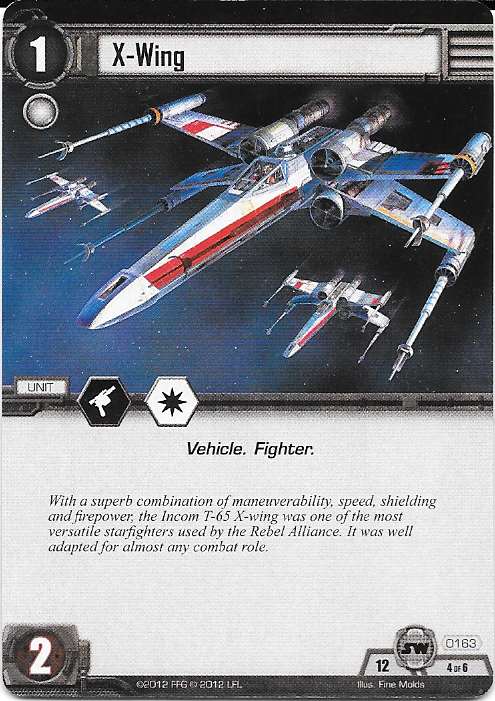 1
X-Wing
UNIT
Vehicle. Fighter.
With a superb combination of maneuverability, speed, shielding
and firepower, the Incom T-65 X-wing was one of the most
versatile starfighters used by the Rebel Alliance. It was well
adapted for almost any combat role.
2
SW
0163
12
4 OF 6
©2012 FFG © 2012 LFL
Illus. Fine Molds